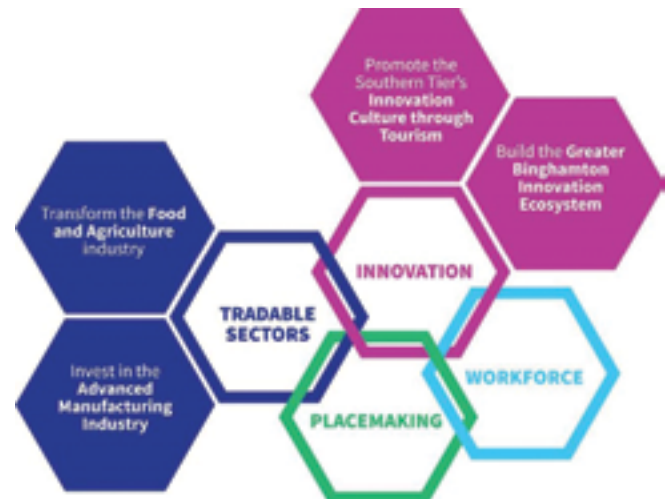 Promote the
Southern Tier's
Innovation
Culture through
Tourism
Build the Greater
Binghamton
Innovation
Ecosystem
Transform the Food
and Agriculture
industry
INNOVATION
TRADABLE
SECTORS
Invest in the
Advanced
Manufacturing
Industry
WORKFORCE
PLACEMAKING